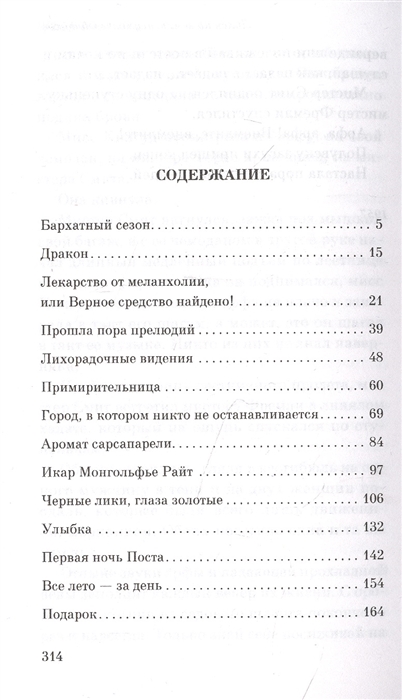 СОДЕРЖАНИЕ
Бархатный сезон 5
Дракон 15
Лекарство от меланхолии,
или Верное средство найдено! 21
Прошла пора прелюдий 39
Лихорадочные видения 48
Примирительница 60
Город, в котором никто не останавливается 69
Аромат сарсапарели 84
Икар Монгольфье Райт 97
Черные лики, глаза золотые 106
Улыбка 132
Первая ночь Поста 142
Все лето — за день 154
Подарок 164
314